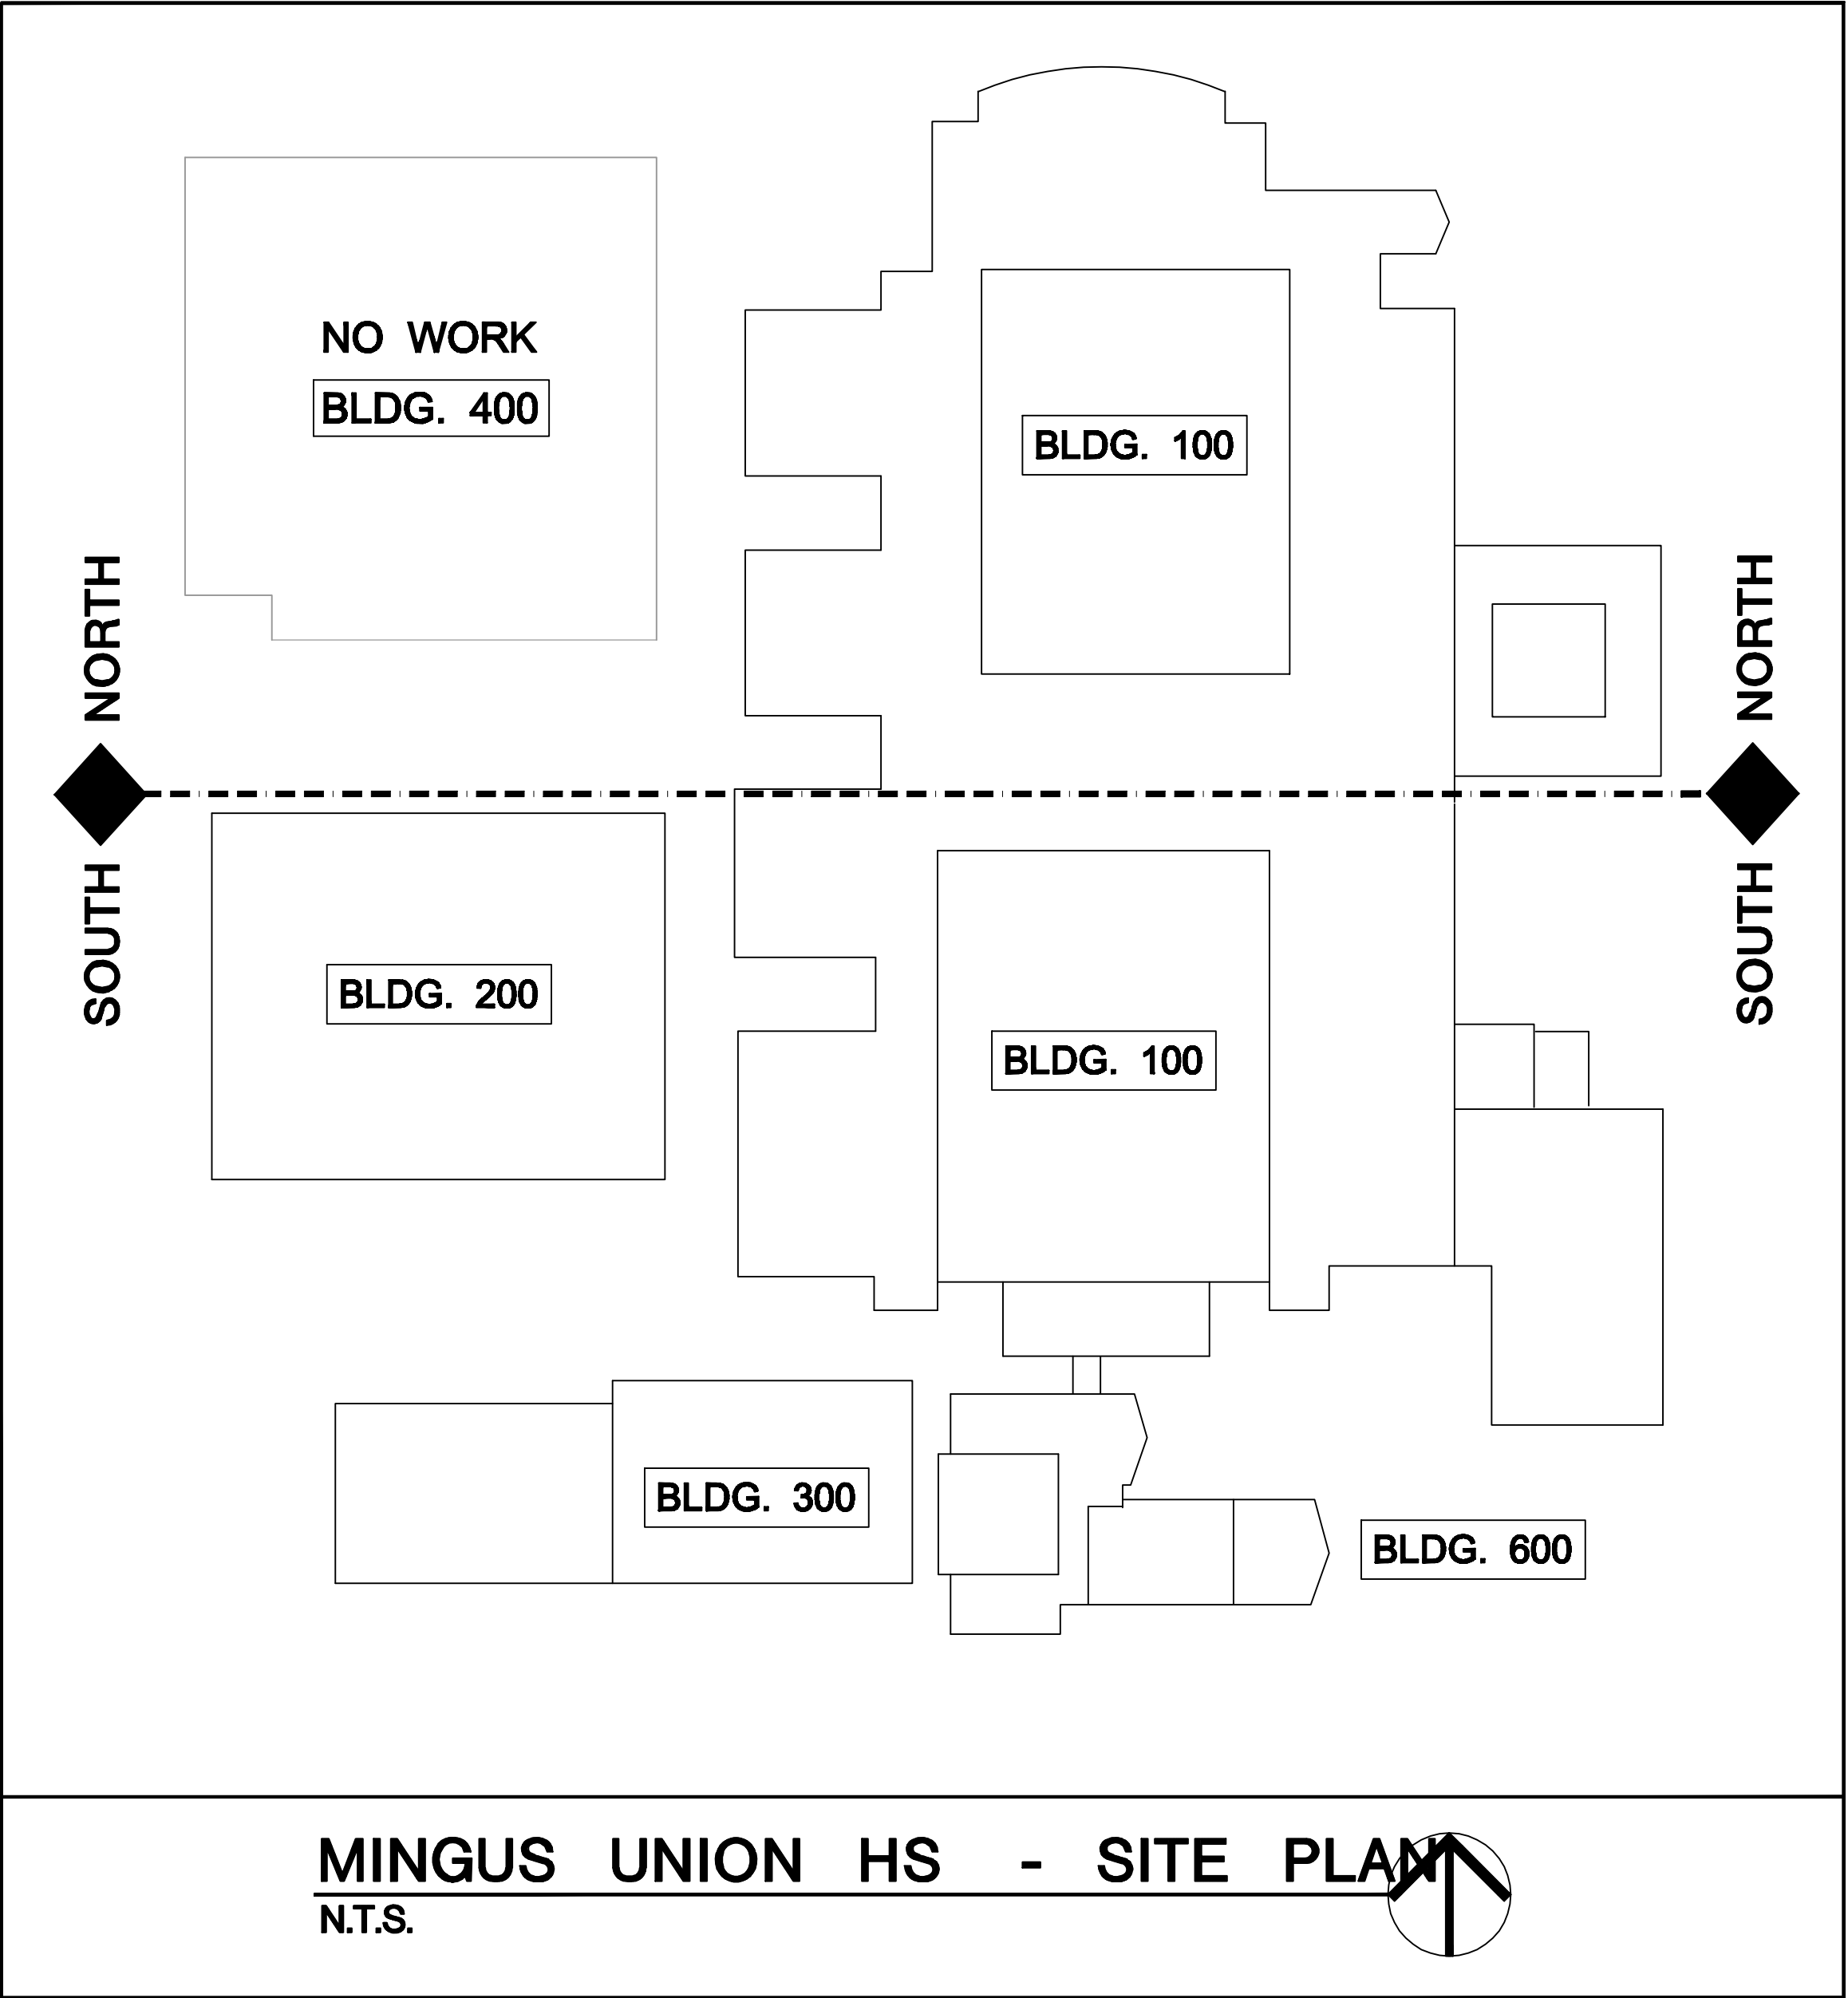 NO WORK
BLDG. 400
BLDG. 100
NORTH
NORTH
SOUTH
SOUTH
BLDG. 200
BLDG. 100
BLDG. 300
BLDG. 600
MINGUS UNION HS - SITE PLAN
N.T.S.